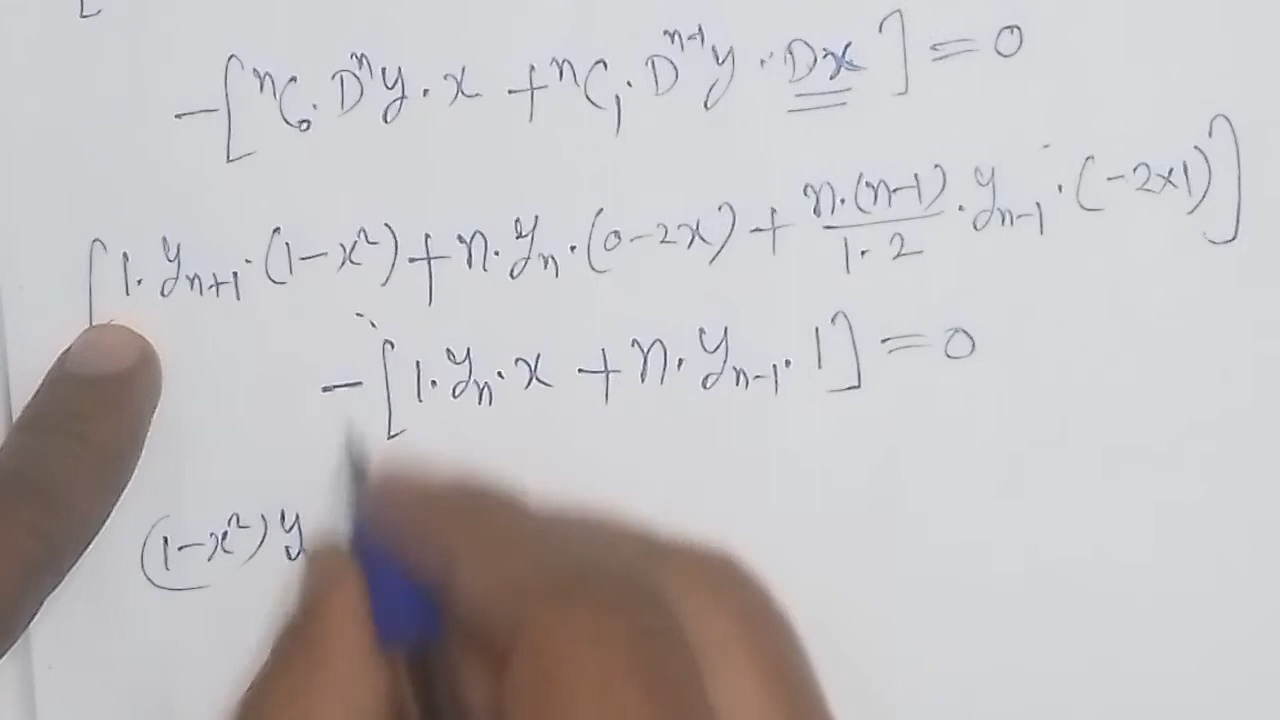 -[ⁿC₀·Dⁿy·x + ⁿC₁·Dⁿ⁻¹y·Dx] = 0
[1·yₙ₊₁·(1-x²) + n·yₙ·(0-2x) + n·(n-1)/1·2·yₙ₋₁·(-2×1)]
-[1·yₙ·x + n·yₙ₋₁·1] = 0
(1-x²)y